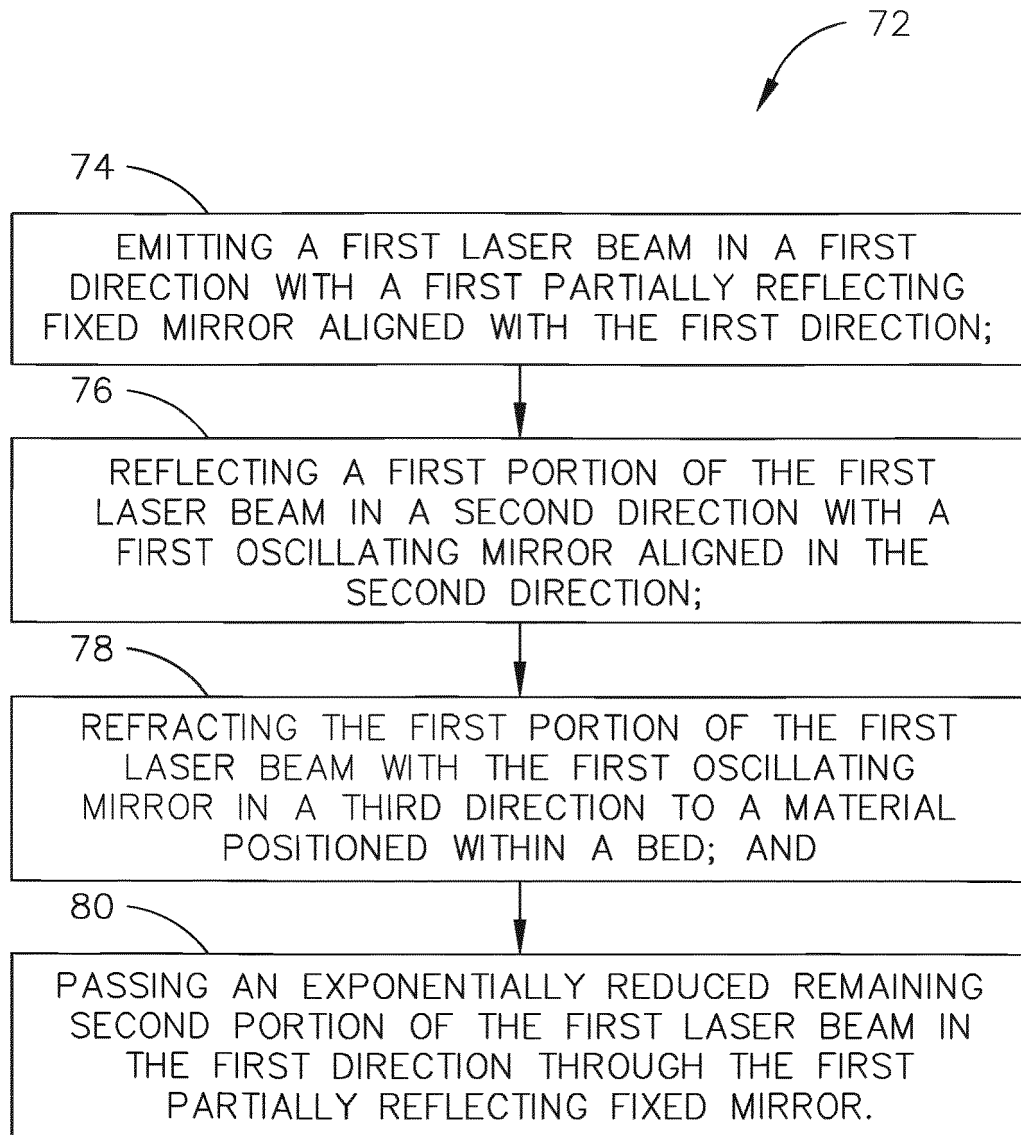 72
74
EMITTING A FIRST LASER BEAM IN A FIRST
DIRECTION WITH A FIRST PARTIALLY REFLECTING
FIXED MIRROR ALIGNED WITH THE FIRST DIRECTION;
76
REFLECTING A FIRST PORTION OF THE FIRST
LASER BEAM IN A SECOND DIRECTION WITH A
FIRST OSCILLATING MIRROR ALIGNED IN THE
SECOND DIRECTION;
78
REFRACTING THE FIRST PORTION OF THE FIRST
LASER BEAM WITH THE FIRST OSCILLATING
MIRROR IN A THIRD DIRECTION TO A MATERIAL
POSITIONED WITHIN A BED; AND
80
PASSING AN EXPONENTIALLY REDUCED REMAINING
SECOND PORTION OF THE FIRST LASER BEAM IN
THE FIRST DIRECTION THROUGH THE FIRST
PARTIALLY REFLECTING FIXED MIRROR.